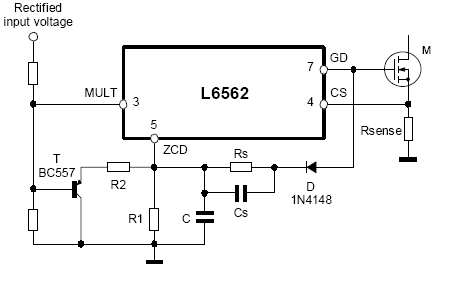 Rectified
input voltage
GD
M
7
L6562
MULT
3
4
CS
5
ZCD
Rsense
T
BC557
Rs
R2
D
1N4148
R1
C
Cs